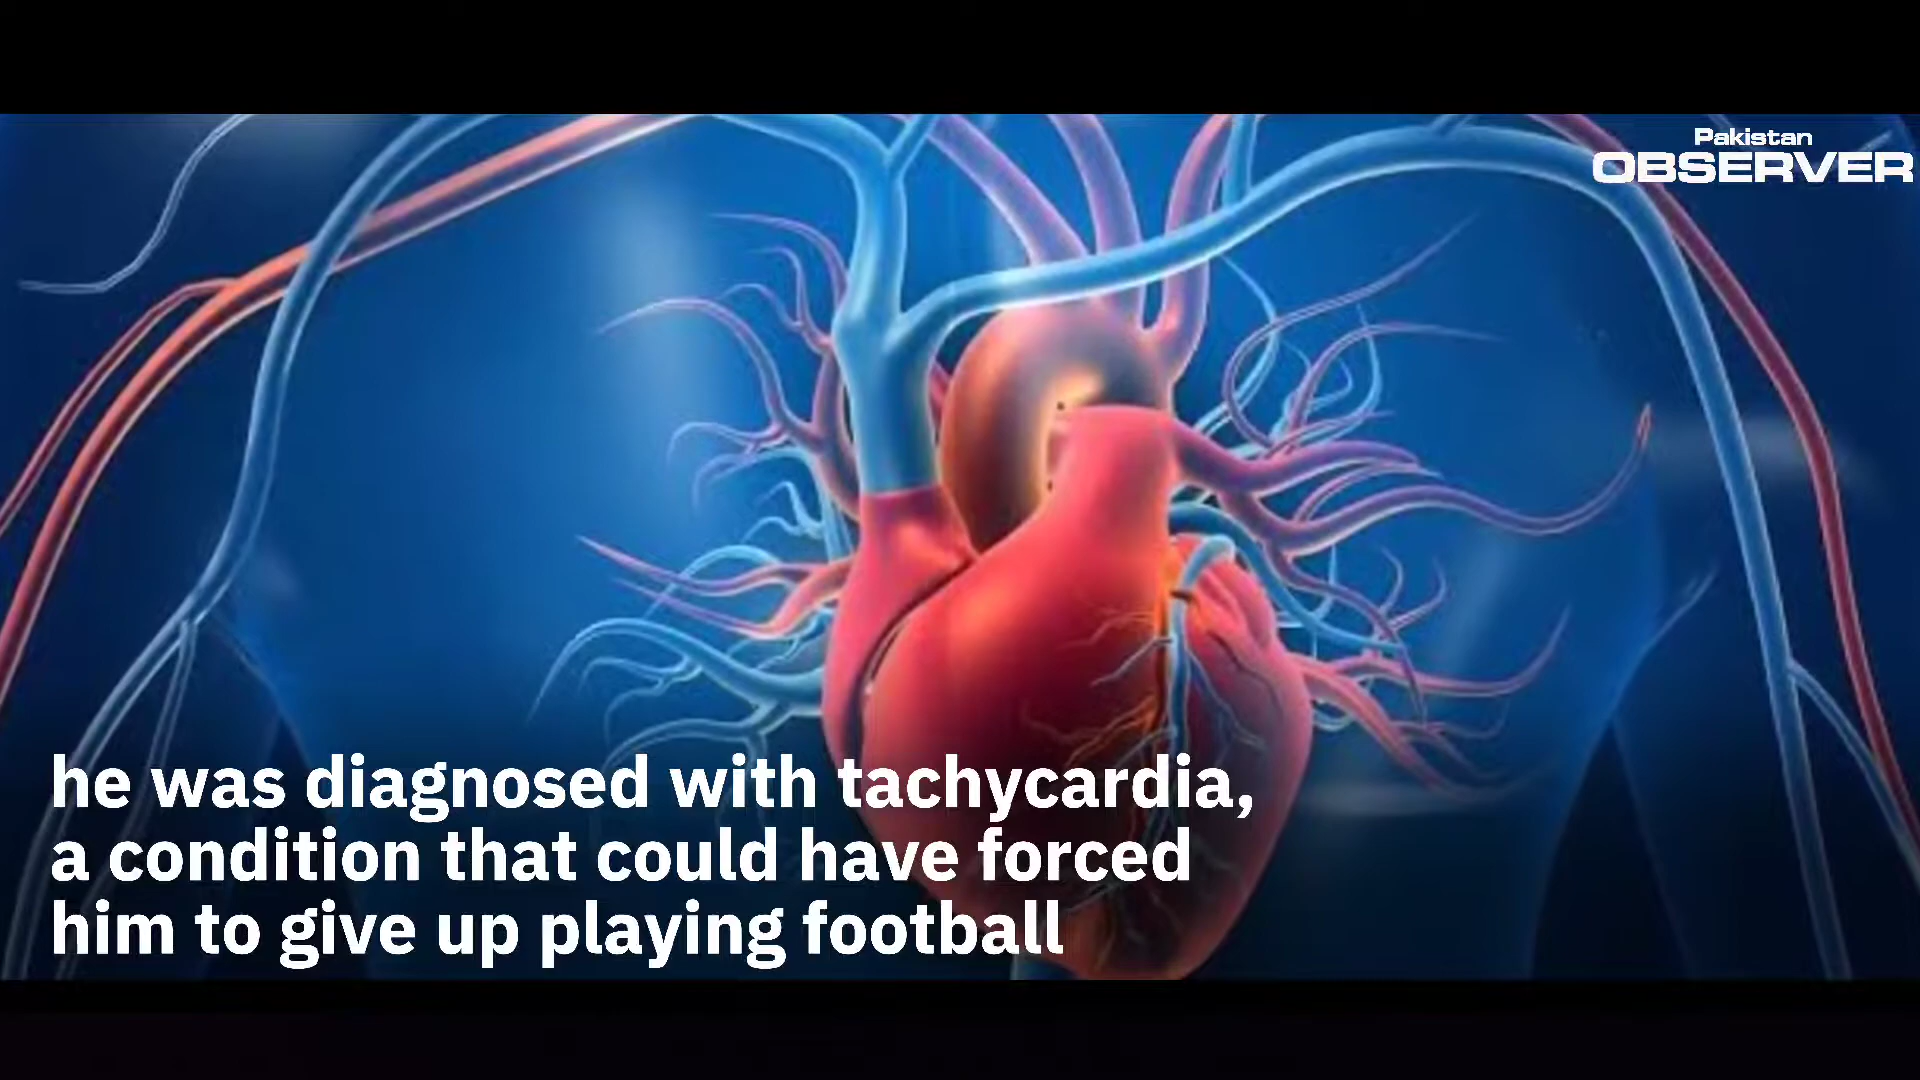 Pakistan
OBSERVER
he was diagnosed with tachycardia,
a condition that could have forced
him to give up playing football